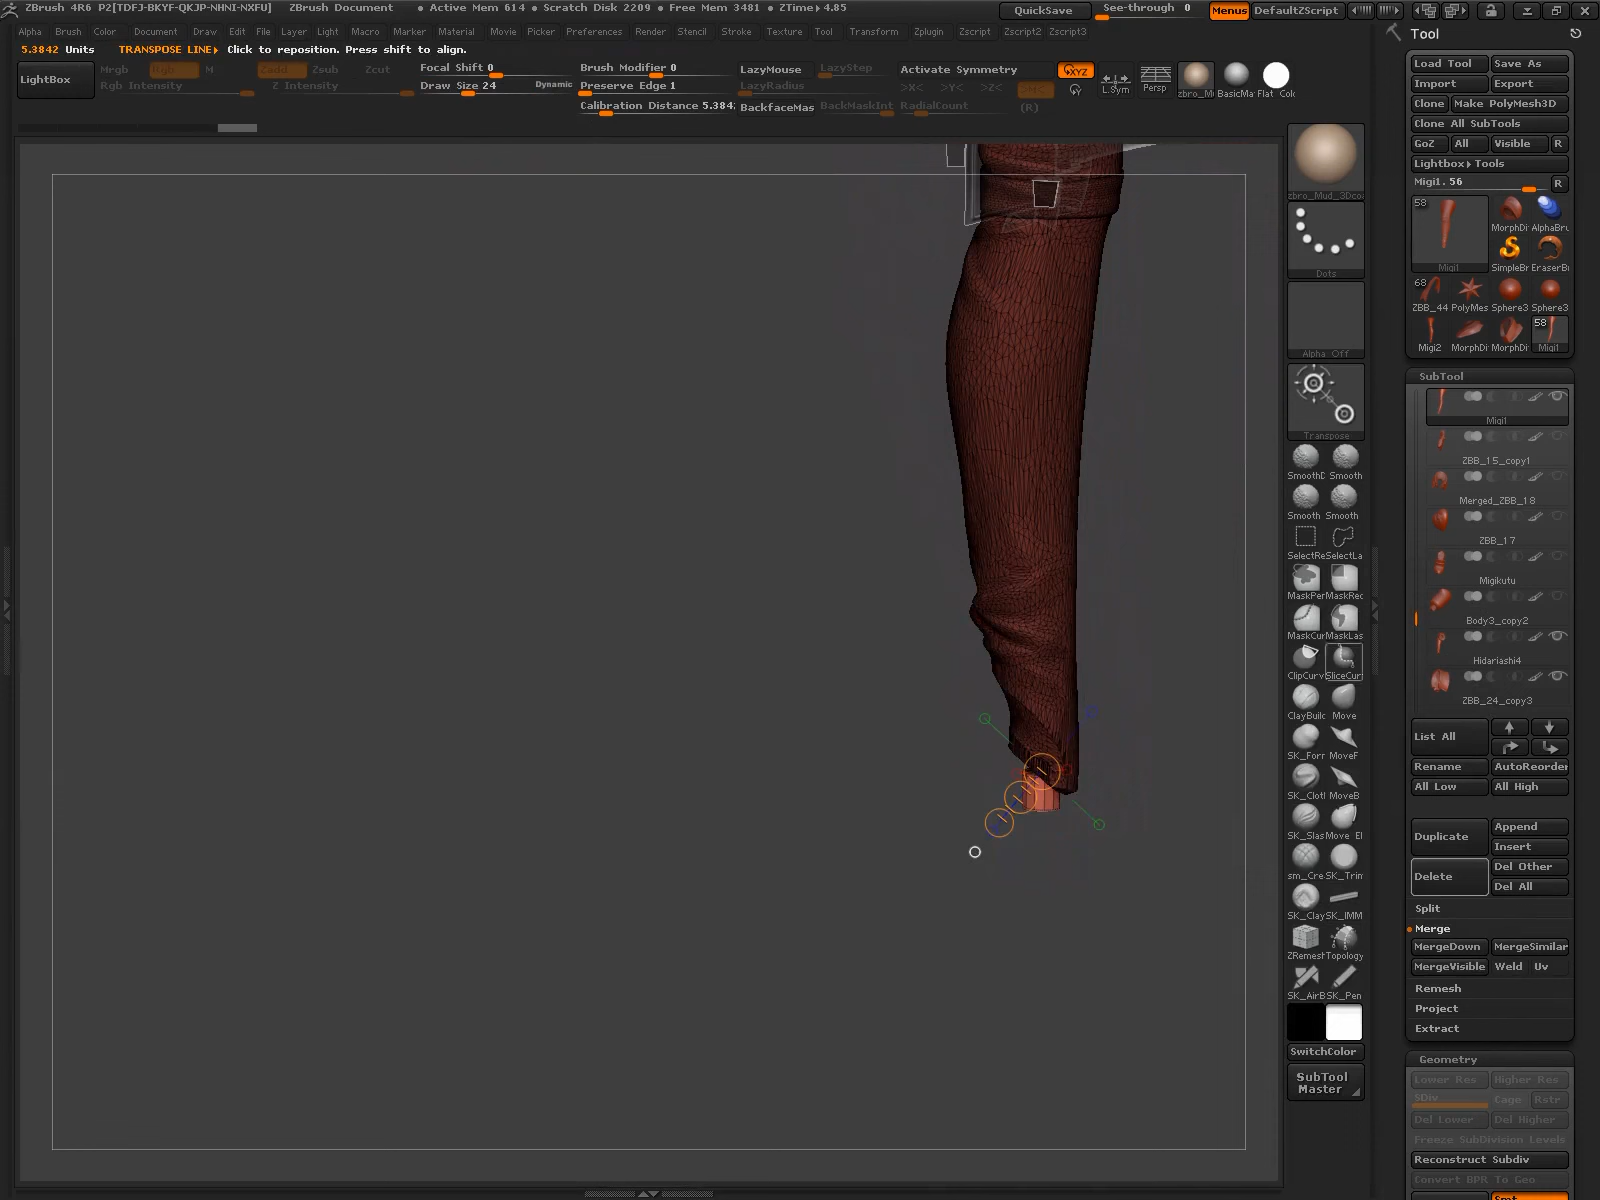 ZBrush 4R6 P2[TDFJ-BKYF-QKJP-NHNI-NXFU] ZBrush Document • Active Mem 614 • Scratch Disk 2209 • Free Mem 3481 • ZTime▸4.85 QuickSave See-through 0 Menus DefaultZScript
Alpha Brush Color Document Draw Edit File Layer Light Macro Marker Material Movie Picker Preferences Render Stencil Stroke Texture Tool Transform Zplugin Zscript Zscript2 Zscript3
5.3842 Units TRANSPOSE LINE▸ Click to reposition. Press shift to align.
LightBox
Mrgb Rgb M Zadd Zsub Zcut
Rgb Intensity Z Intensity
Focal Shift 0
Draw Size 24 Dynamic
Brush Modifier 0
Preserve Edge 1
Calibration Distance 5.384
LazyMouse LazyStep
LazyRadius
BackfaceMas BackMaskInt
Activate Symmetry
>X< >Y< >Z<
RadialCount (R)
XYZ
L.Sym
Persp
zbro_M
BasicMa
Flat Col
zbro_Mud_3Dco
Dots
Alpha Off
Transpose
Smooth Smooth
Smooth Smooth
SelectRe SelectLa
MaskPer MaskRec
MaskCur MaskLas
ClipCurv SliceCur
ClayBuild Move
SK_Forr MoveF
SK_Clot MoveB
SK_Slas Move El
sm_Cre SK_Trim
SK_Clay SK_IMM
ZRemesh Topology
SK_AirB SK_Pen
SwitchColor
SubTool
Master
Tool
Load Tool Save As
Import Export
Clone Make PolyMesh3D
Clone All SubTools
GoZ All Visible R
Lightbox▸Tools
Migi1. 56 R
58
Migi1
MorphDi AlphaBru
SimpleBr EraserBr
68
ZBB_44 PolyMes Sphere3 Sphere3
58
Migi2 MorphDi MorphDi Migi1
SubTool
Migi1
ZBB_15_copy1
Merged_ZBB_18
ZBB_17
Migikutu
Body3_copy2
Hidariashi4
ZBB_24_copy3
List All
Rename AutoReorder
All Low All High
Duplicate Append
Insert
Delete Del Other
Del All
Split
Merge
MergeDown MergeSimilar
MergeVisible Weld Uv
Remesh
Project
Extract
Geometry
Lower Res Higher Res
SDiv Cage Rstr
Del Lower Del Higher
Freeze SubDivision Levels
Reconstruct Subdiv
Convert BPR To Geo